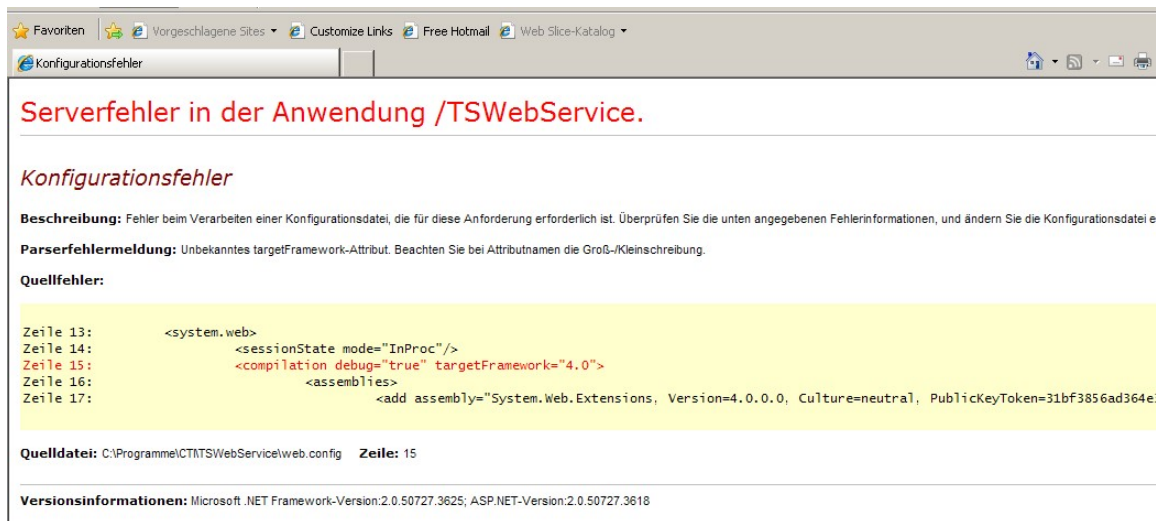 Favoriten Vorgeschlagene Sites Customize Links Free Hotmail Web Slice-Katalog
Konfigurationsfehler
Serverfehler in der Anwendung /TSWebService.
Konfigurationsfehler
Beschreibung: Fehler beim Verarbeiten einer Konfigurationsdatei, die für diese Anforderung erforderlich ist. Überprüfen Sie die unten angegebenen Fehlerinformationen, und ändern Sie die Konfigurationsdatei e
Parserfehlermeldung: Unbekanntes targetFramework-Attribut. Beachten Sie bei Attributnamen die Groß-/Kleinschreibung.
Quellfehler:
Zeile 13: <system.web>
Zeile 14: <sessionState mode="InProc"/>
Zeile 15: <compilation debug="true" targetFramework="4.0">
Zeile 16: <assemblies>
Zeile 17: <add assembly="System.Web.Extensions, Version=4.0.0.0, Culture=neutral, PublicKeyToken=31bf3856ad364e3
Quelldatei: C:\Programme\CTI\TSWebService\web.config Zeile: 15
Versionsinformationen: Microsoft .NET Framework-Version:2.0.50727.3625; ASP.NET-Version:2.0.50727.3618